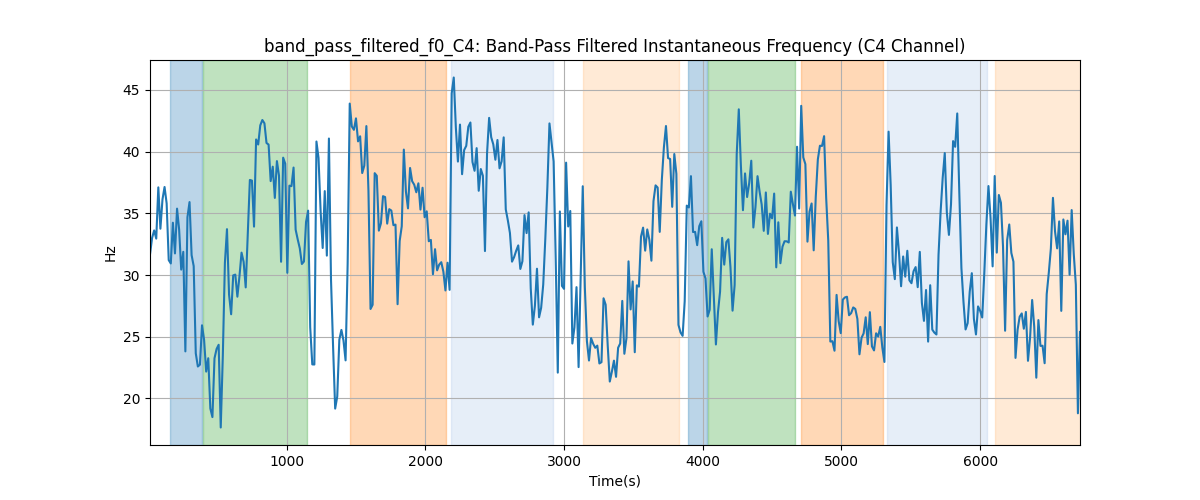 band_pass_filtered_f0_C4: Band-Pass Filtered Instantaneous Frequency (C4 Channel)
45
40
35
30
25
20
Hz
1000 2000 3000 4000 5000 6000
Time(s)